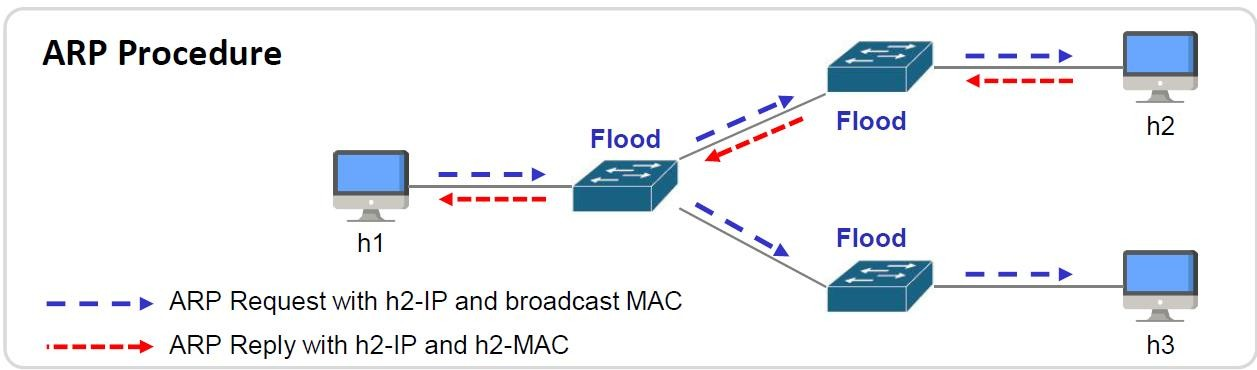 ARP Procedure
Flood
Flood
h2
h1
Flood
ARP Request with h2-IP and broadcast MAC
ARP Reply with h2-IP and h2-MAC
h3